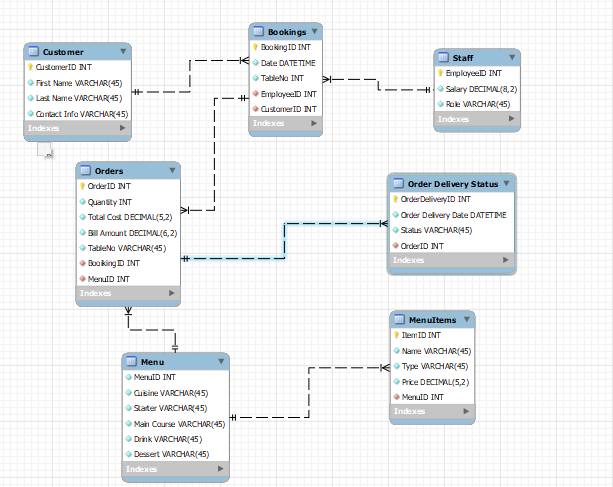 Customer
CustomerID INT
First Name VARCHAR(45)
Last Name VARCHAR(45)
Contact Info VARCHAR(45)
Indexes
Bookings
BookingID INT
Date DATETIME
TableNo INT
EmployeeID INT
CustomerID INT
Indexes
Staff
EmployeeID INT
Salary DECIMAL(8,2)
Role VARCHAR(45)
Indexes
Orders
OrderID INT
Quantity INT
Total Cost DECIMAL(5,2)
Bill Amount DECIMAL(6,2)
TableNo VARCHAR(45)
BooikingID INT
MenuID INT
Indexes
Order Delivery Status
OrderDeliveryID INT
Order Delivery Date DATETIME
Status VARCHAR(45)
OrderID INT
Indexes
Menu
MenuID INT
Cuisine VARCHAR(45)
Starter VARCHAR(45)
Main Course VARCHAR(45)
Drink VARCHAR(45)
Dessert VARCHAR(45)
Indexes
MenuItems
ItemID INT
Name VARCHAR(45)
Type VARCHAR(45)
Price DECIMAL(5,2)
MenuID INT
Indexes